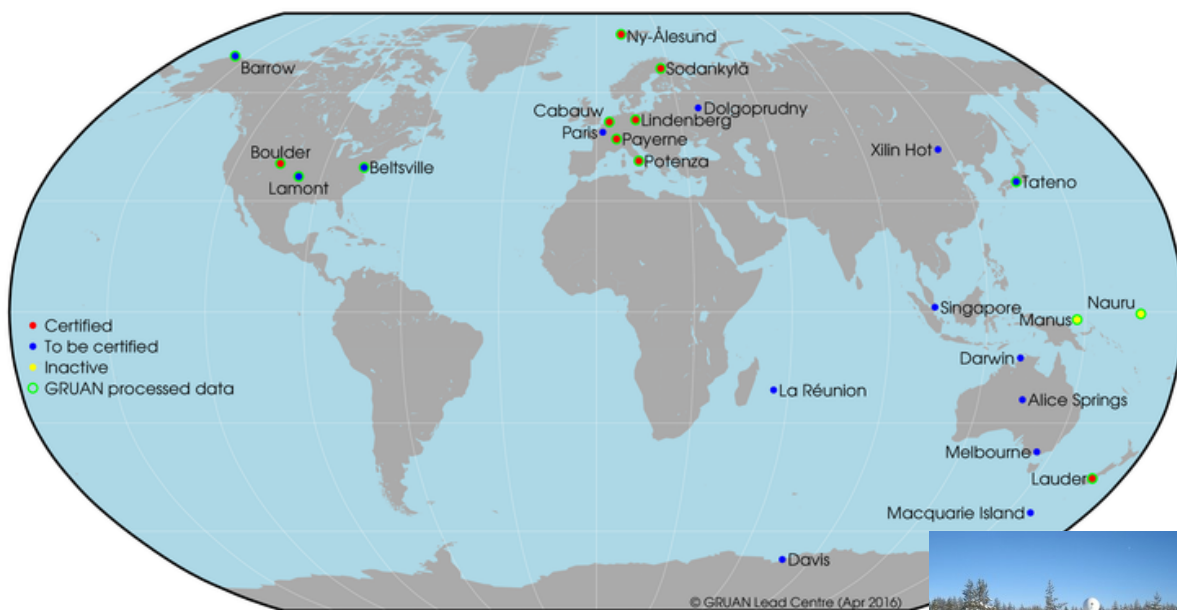 Ny-Ålesund
Barrow
Sodankylä
Cabauw
Dolgoprudny
Lindenberg
Paris
Payerne
Xilin Hot
Boulder
Potenza
Beltsville
Lamont
Tateno
Singapore
Nauru
Manus
Certified
To be certified
Inactive
GRUAN processed data
Darwin
La Réunion
Alice Springs
Melbourne
Lauder
Macquarie Island
Davis
© GRUAN Lead Centre (Apr 2016)